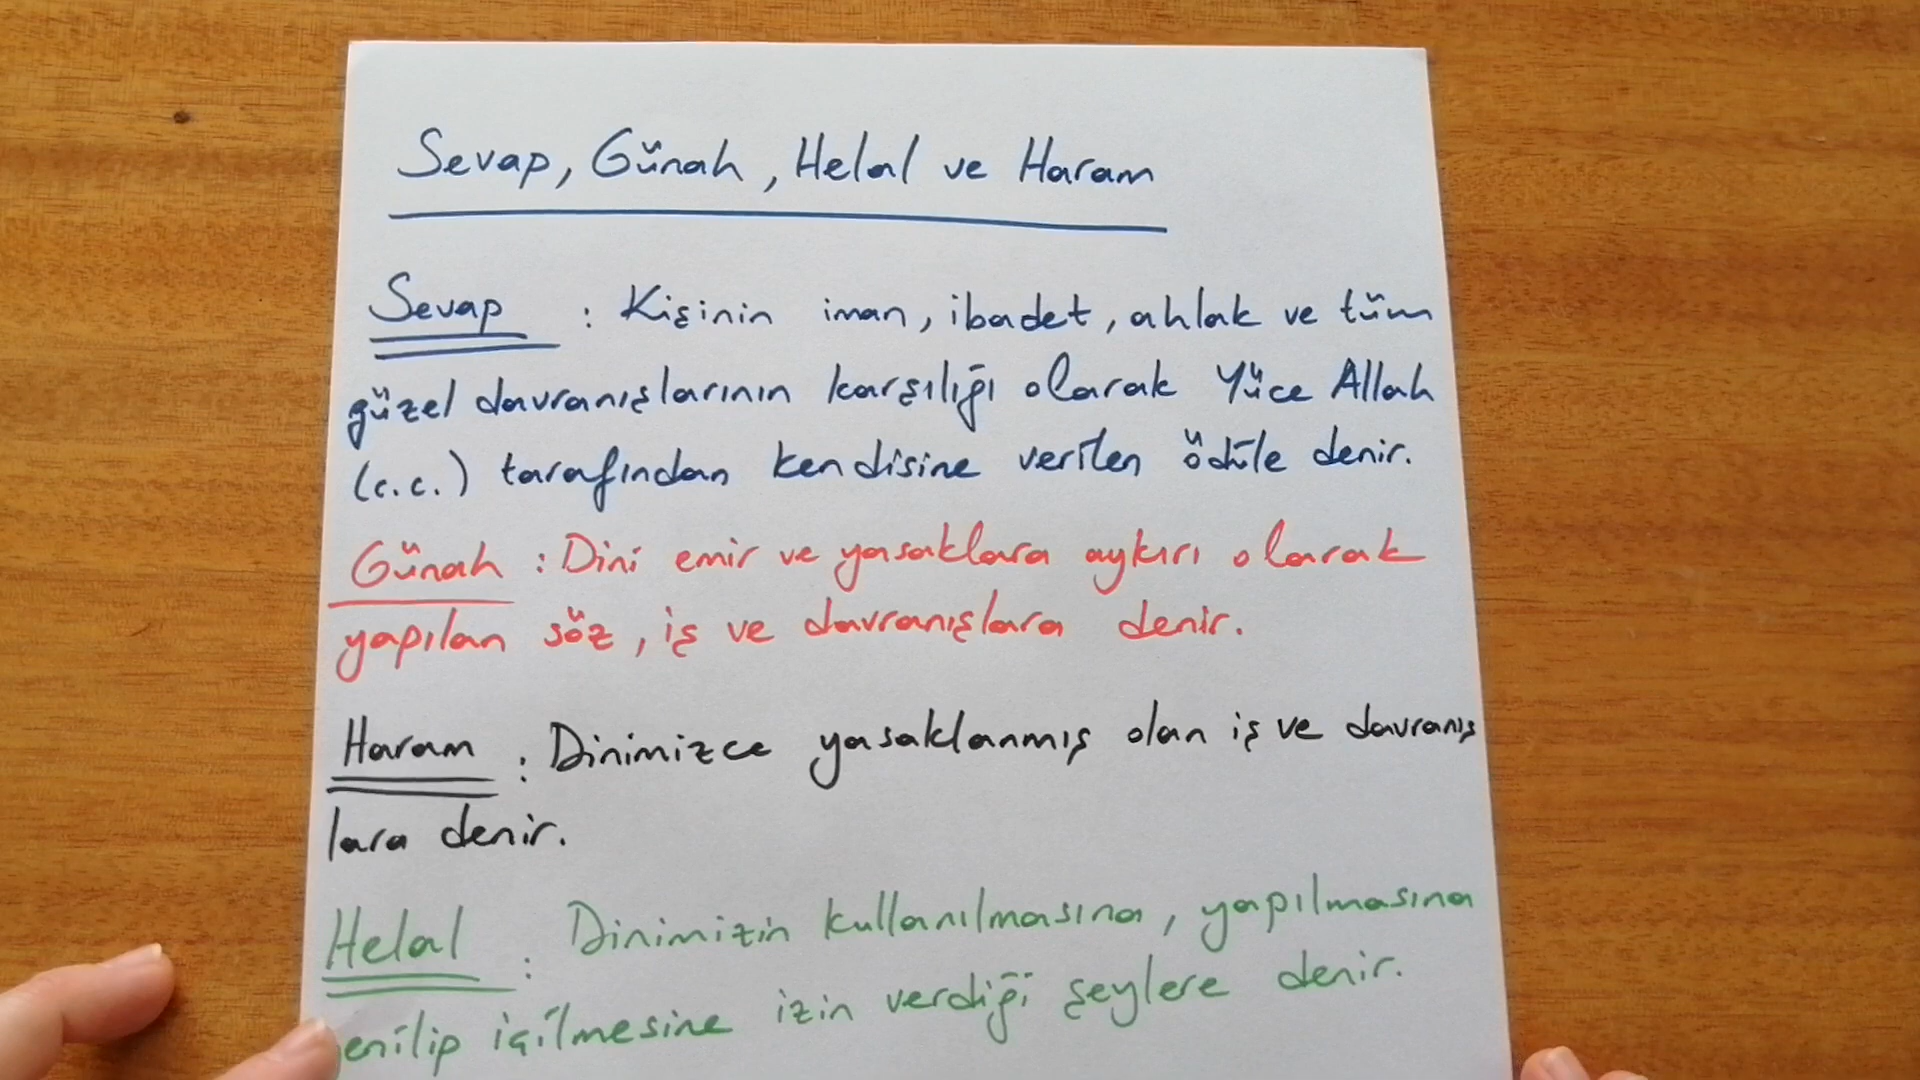 Sevap, Günah, Helal ve Haram
Sevap : Kişinin iman, ibadet, ahlak ve tüm
güzel davranışlarının karşılığı olarak Yüce Allah
(c.c.) tarafından kendisine verilen ödüle denir.
Günah : Dini emir ve yasaklara aykırı olarak
yapılan söz, iş ve davranışlara denir.
Haram : Dinimizce yasaklanmış olan iş ve davranış
lara denir.
Helal : Dinimizin kullanılmasına, yapılmasına
yenilip içilmesine izin verdiği şeylere denir.